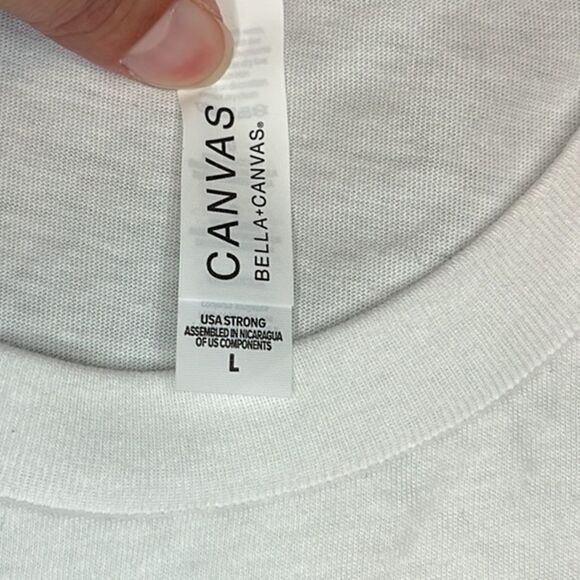 CANVAS
BELLA+CANVAS®
USA STRONG
ASSEMBLED IN NICARAGUA
OF US COMPONENTS
L